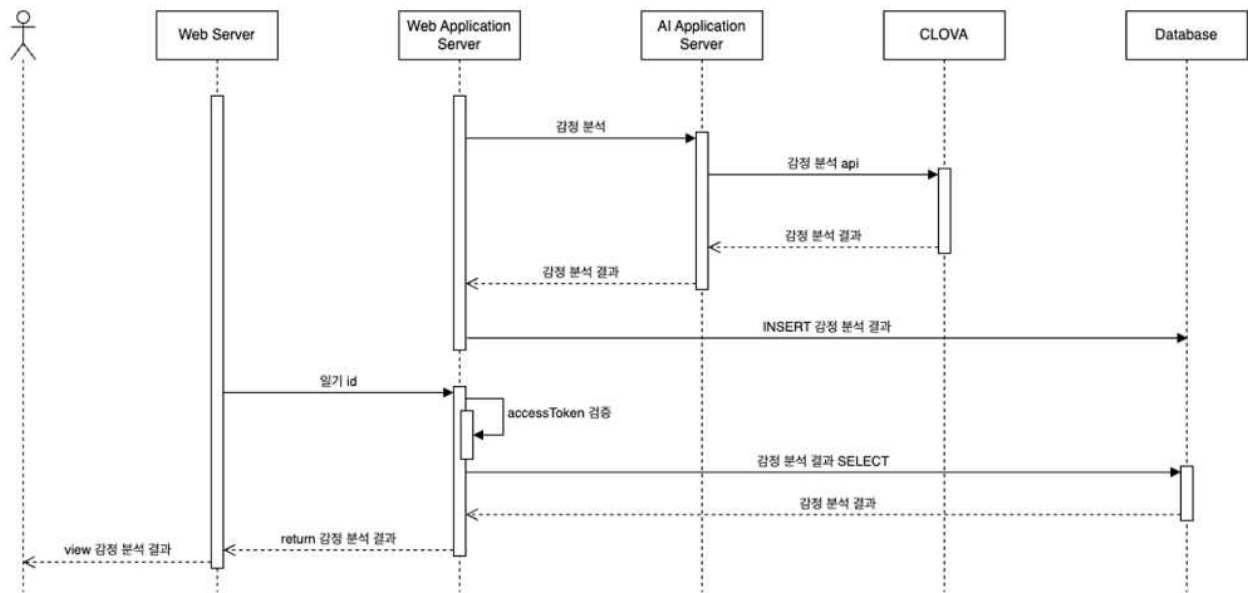 Web Server
Web Application
Server
AI Application
Server
CLOVA
Database
감정 분석
감정 분석 api
감정 분석 결과
감정 분석 결과
INSERT 감정 분석 결과
일기 id
accessToken 검증
감정 분석 결과 SELECT
감정 분석 결과
return 감정 분석 결과
view 감정 분석 결과